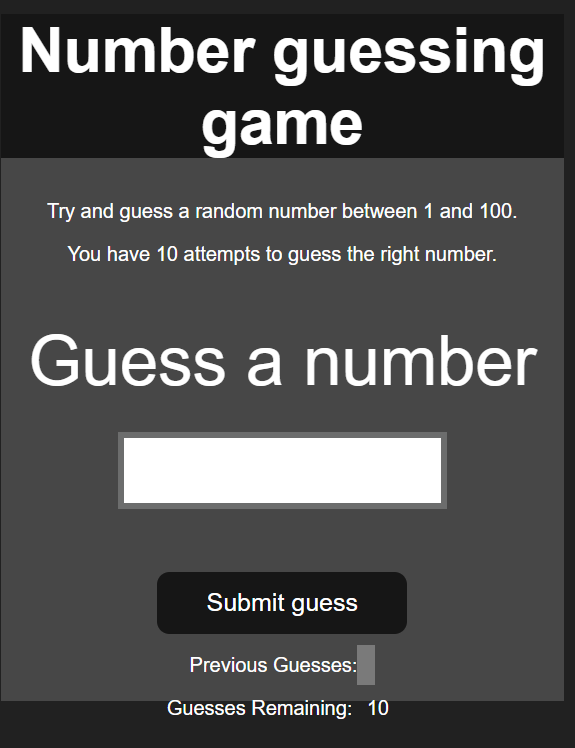 Number guessing
game
Try and guess a random number between 1 and 100.
You have 10 attempts to guess the right number.
Guess a number
Submit guess
Previous Guesses:
Guesses Remaining: 10